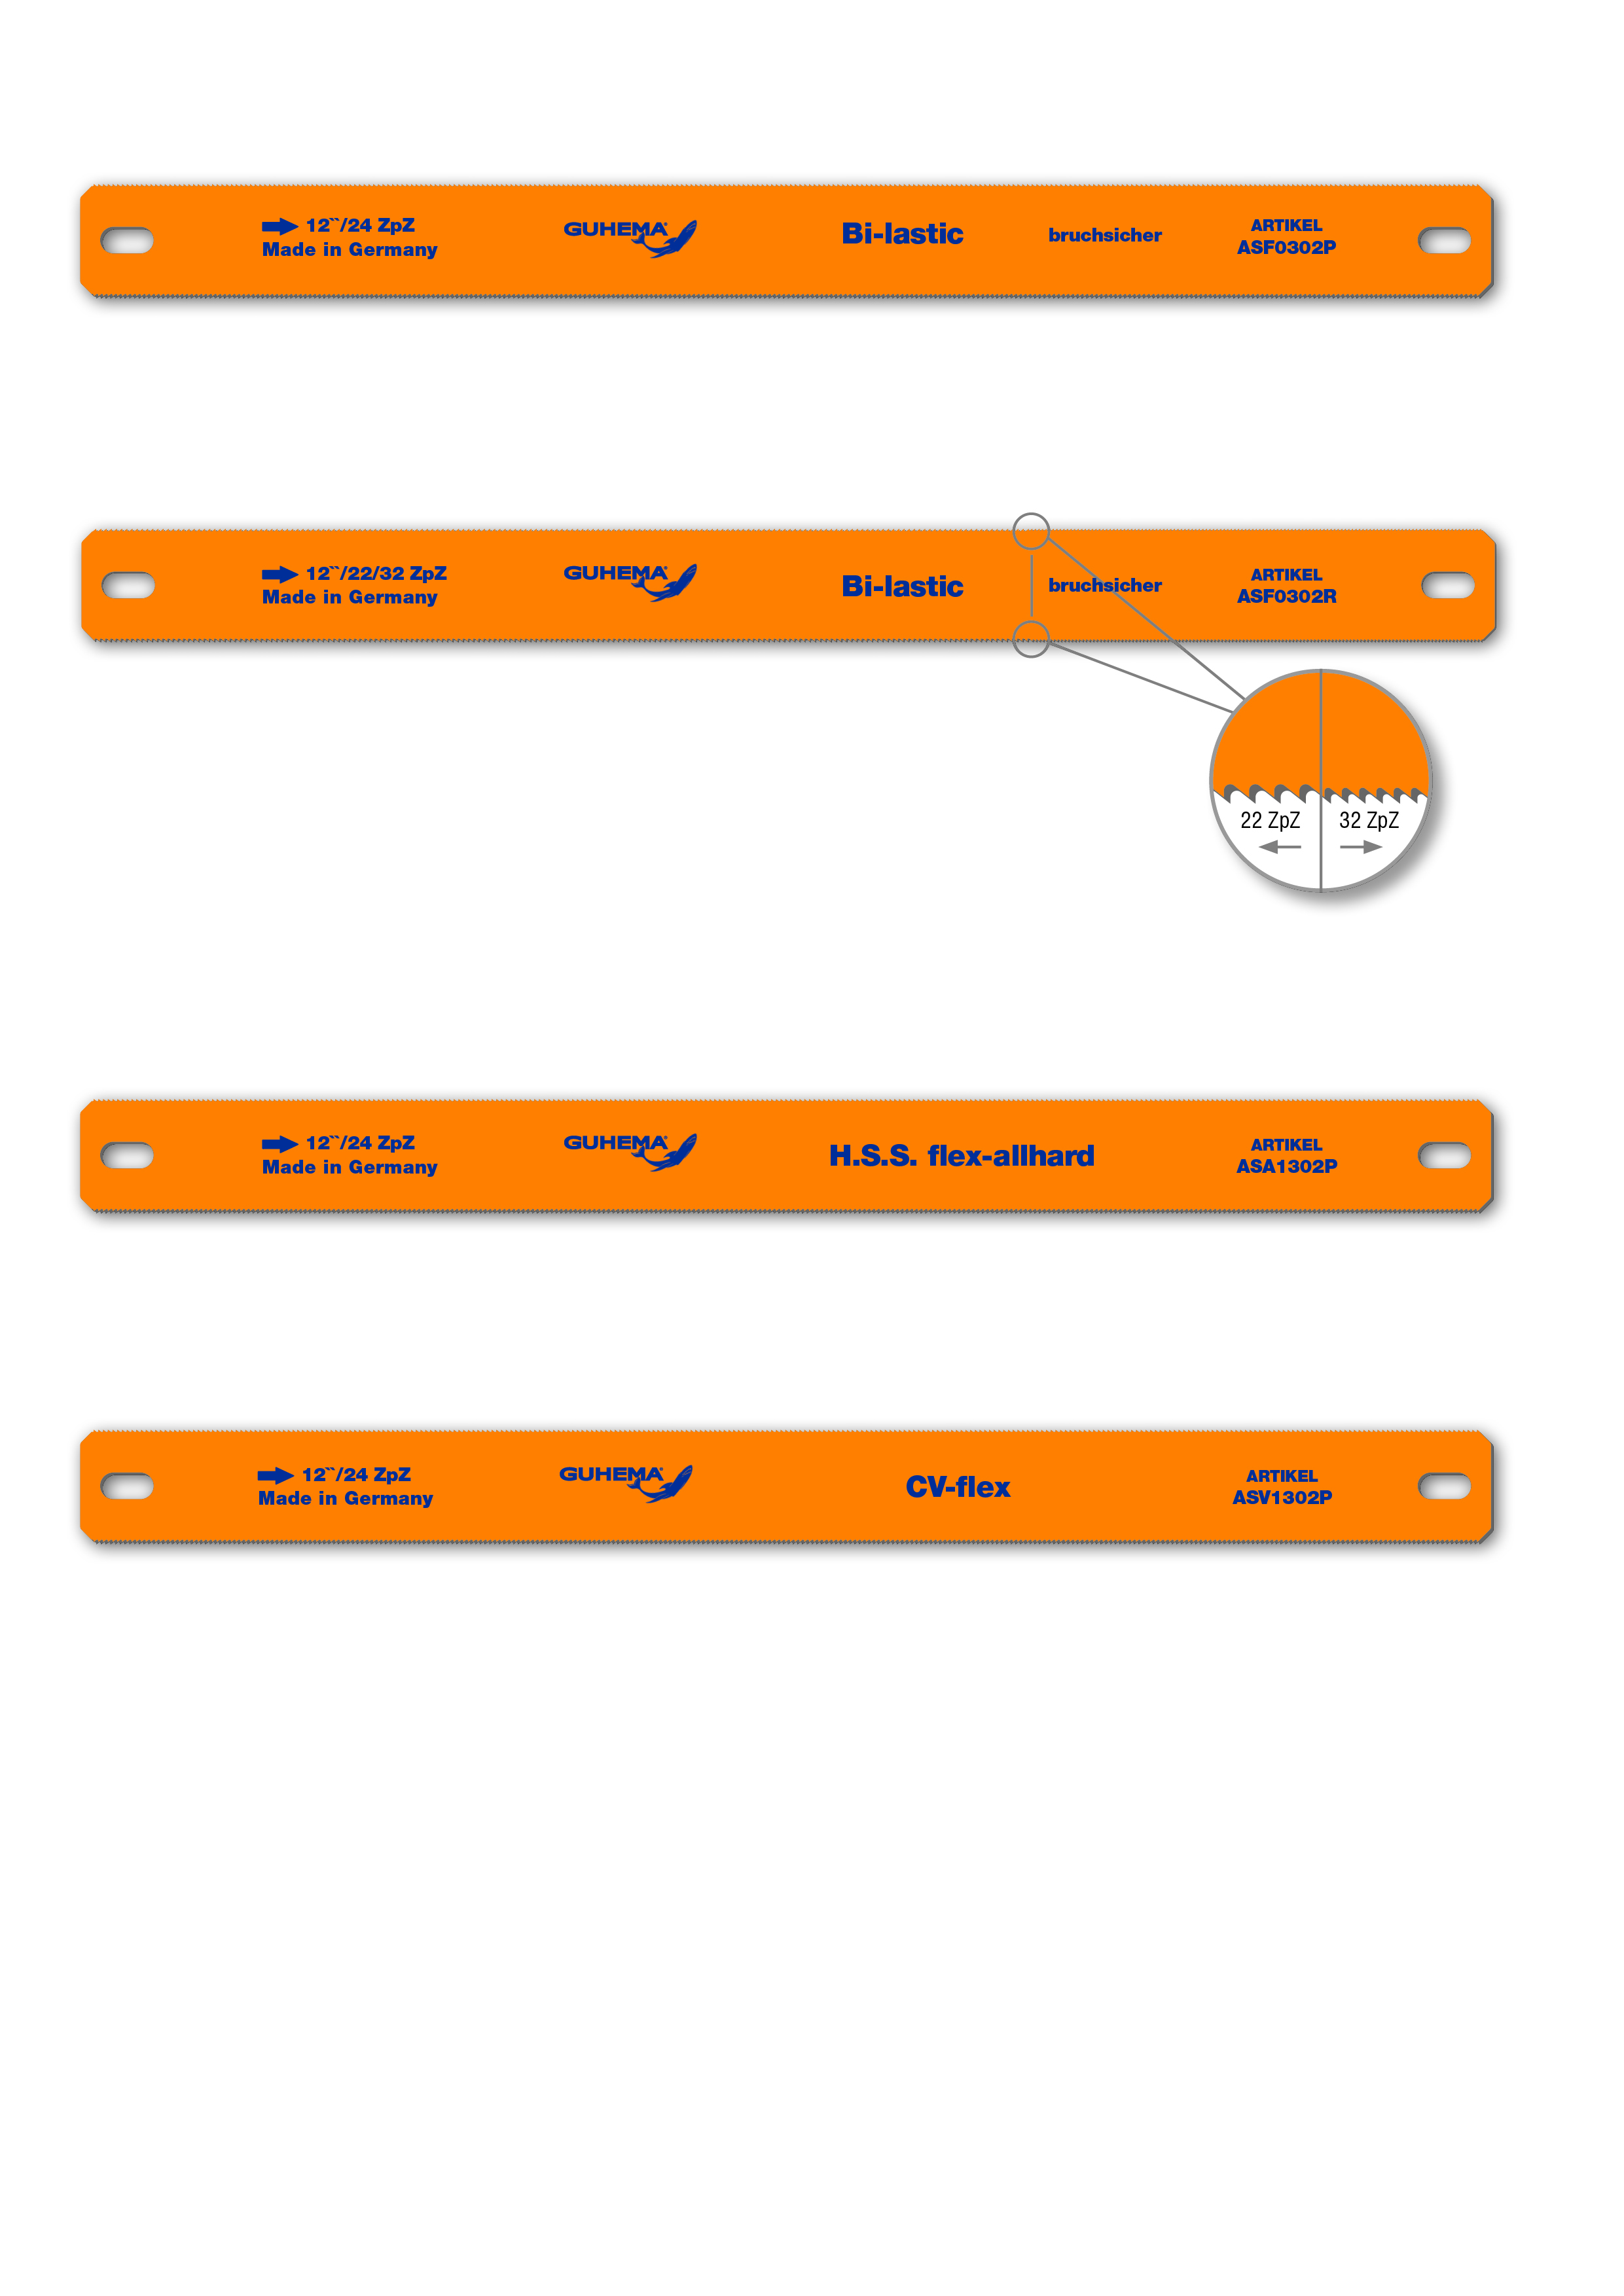 12``/24 ZpZ
Made in Germany
GUHEMA®
Bi-lastic
bruchsicher
ARTIKEL
ASF0302P
12``/22/32 ZpZ
Made in Germany
GUHEMA®
Bi-lastic
bruchsicher
ARTIKEL
ASF0302R
22 ZpZ
32 ZpZ
12``/24 ZpZ
Made in Germany
GUHEMA®
H.S.S. flex-allhard
ARTIKEL
ASA1302P
12``/24 ZpZ
Made in Germany
GUHEMA®
CV-flex
ARTIKEL
ASV1302P